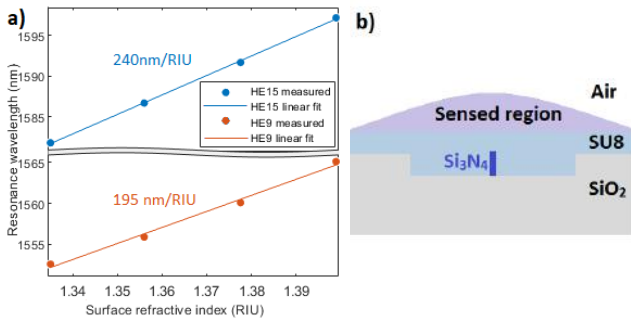 a)
1595
1590
1585
1565
1560
1555
240nm/RIU
HE15 measured
HE15 linear fit
HE9 measured
HE9 linear fit
195 nm/RIU
1.34
1.35
1.36
1.37
1.38
1.39
Surface refractive index (RIU)
Resonance wavelength (nm)
b)
Air
Sensed region
SU8
Si₃N₄
SiO₂